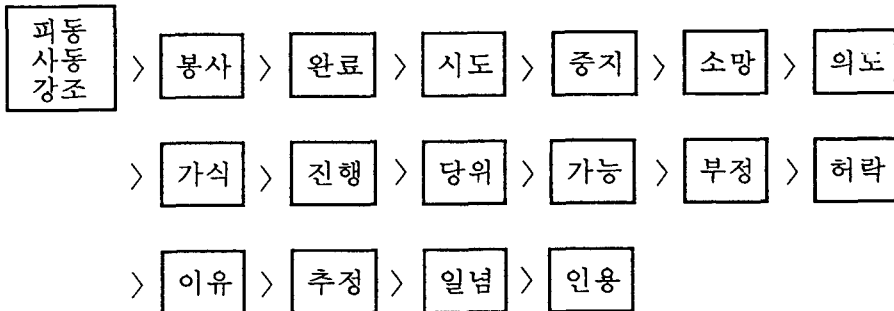 피동
사동
강조
〉 봉사 〉 완료 〉 시도 〉 중지 〉 소망 〉 의도
〉 가식 〉 진행 〉 당위 〉 가능 〉 부정 〉 허락
〉 이유 〉 추정 〉 일념 〉 인용